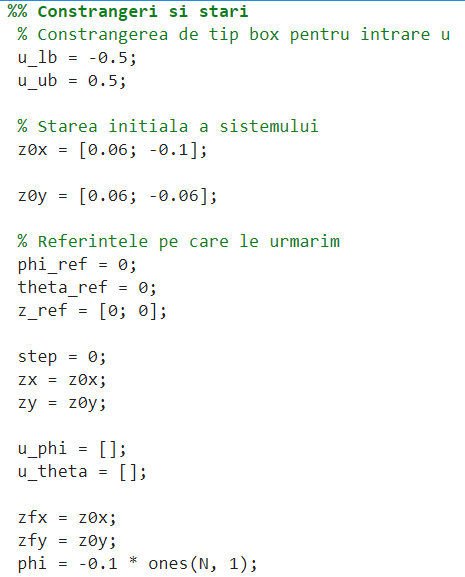 %% Constrangeri si stari
% Constrangerea de tip box pentru intrare u
u_lb = -0.5;
u_ub = 0.5;
% Starea initiala a sistemului
z0x = [0.06; -0.1];
z0y = [0.06; -0.06];
% Referintele pe care le urmarim
phi_ref = 0;
theta_ref = 0;
z_ref = [0; 0];
step = 0;
zx = z0x;
zy = z0y;
u_phi = [];
u_theta = [];
zfx = z0x;
zfy = z0y;
phi = -0.1 * ones(N, 1);